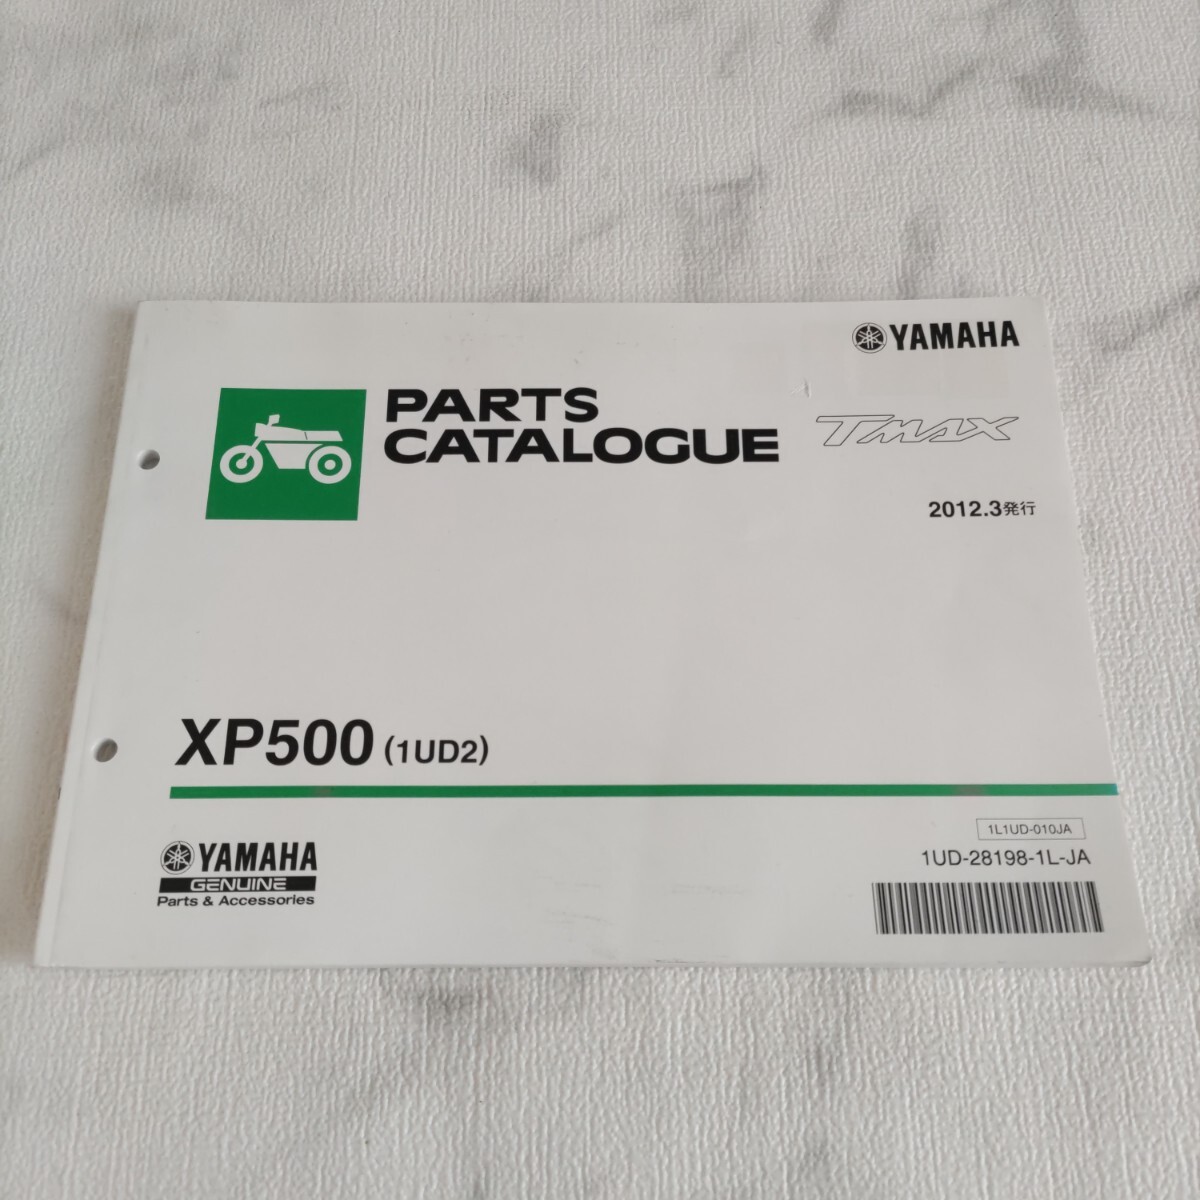 YAMAHA
PARTS
CATALOGUE
TMAX
2012.3発行
XP500 (1UD2)
1L1UD-010JA
1UD-28198-1L-JA
YAMAHA
GENUINE
Parts & Accessories